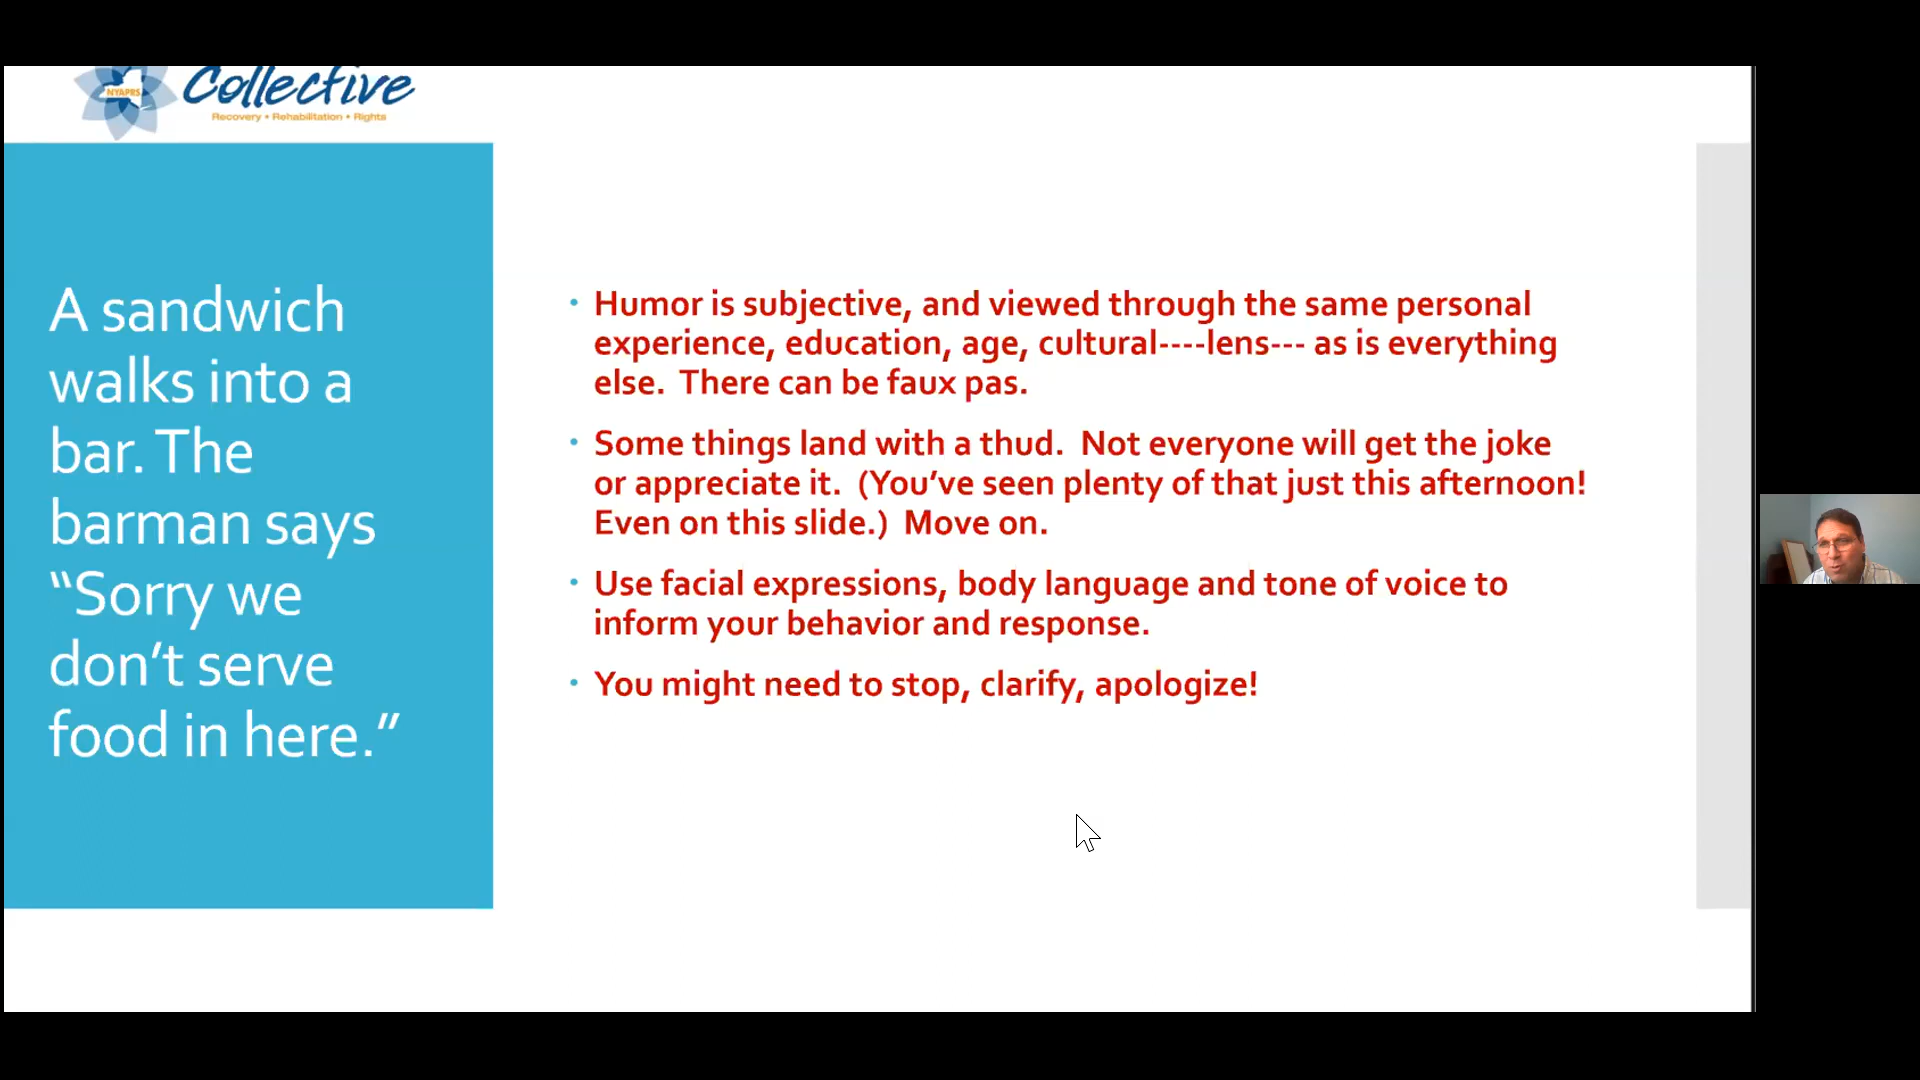 NYAPRS
Collective
Recovery • Rehabilitation • Rights
A sandwich
walks into a
bar. The
barman says
“Sorry we
don’t serve
food in here.”
• Humor is subjective, and viewed through the same personal
experience, education, age, cultural----lens--- as is everything
else.  There can be faux pas.
• Some things land with a thud.  Not everyone will get the joke
or appreciate it.  (You’ve seen plenty of that just this afternoon!
Even on this slide.)  Move on.
• Use facial expressions, body language and tone of voice to
inform your behavior and response.
• You might need to stop, clarify, apologize!